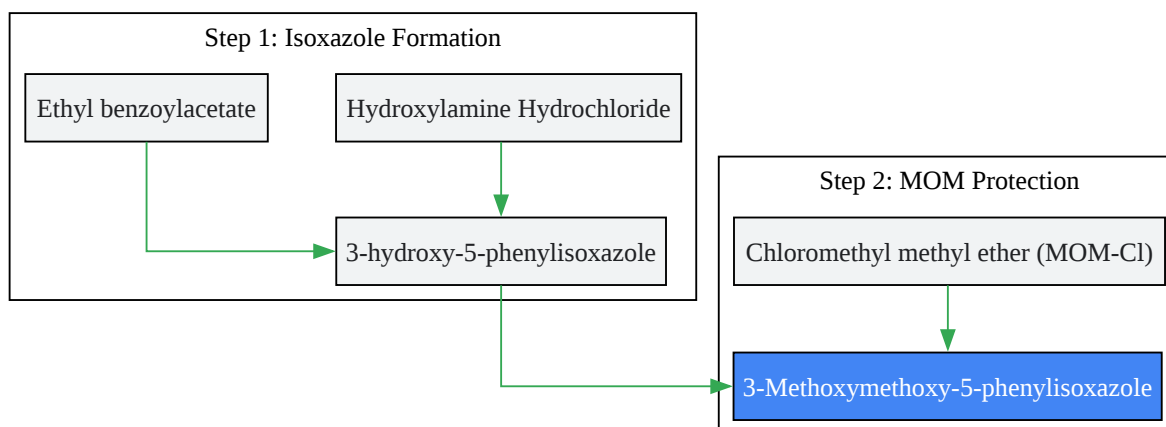 Step 1: Isoxazole Formation
Ethyl benzoylacetate
Hydroxylamine Hydrochloride
3-hydroxy-5-phenylisoxazole
Step 2: MOM Protection
Chloromethyl methyl ether (MOM-Cl)
3-Methoxymethoxy-5-phenylisoxazole